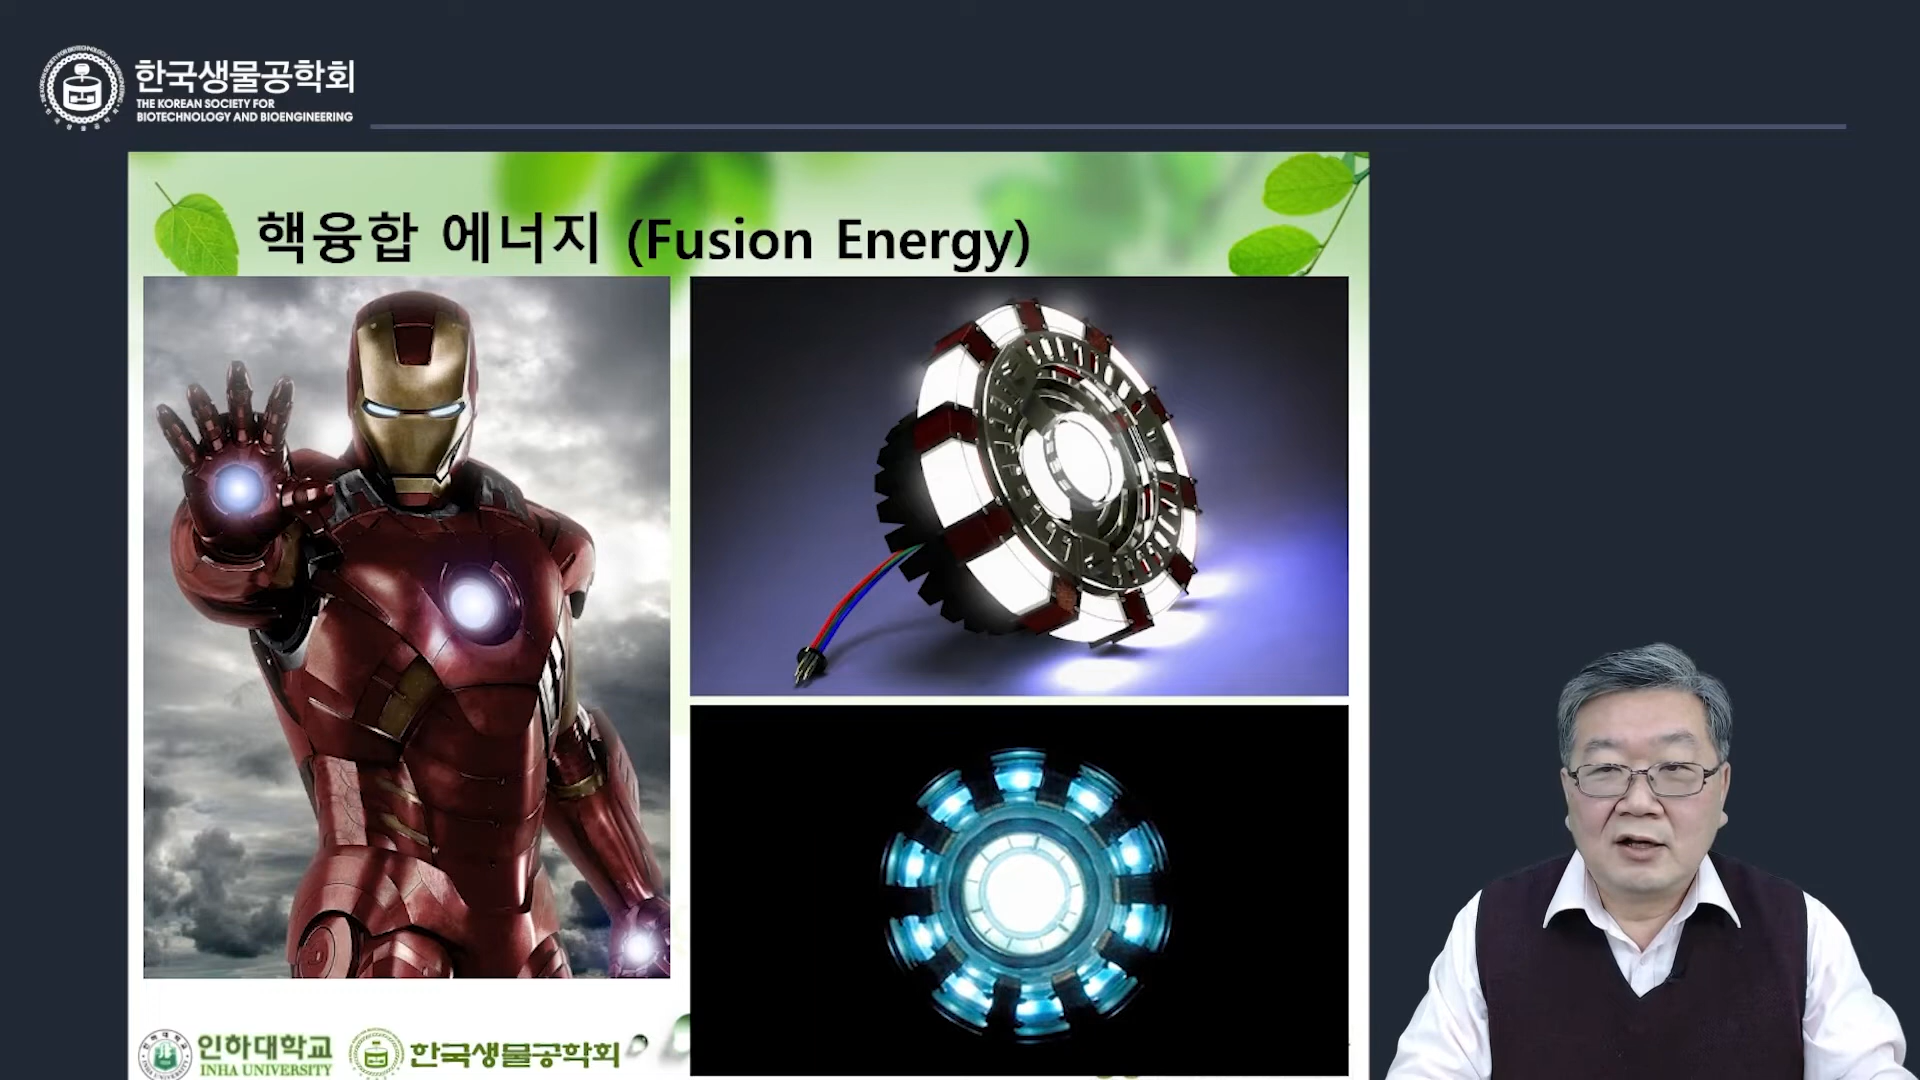 한국생물공학회
THE KOREAN SOCIETY FOR
BIOTECHNOLOGY AND BIOENGINEERING
핵융합 에너지 (Fusion Energy)
인하대학교
INHA UNIVERSITY
한국생물공학회